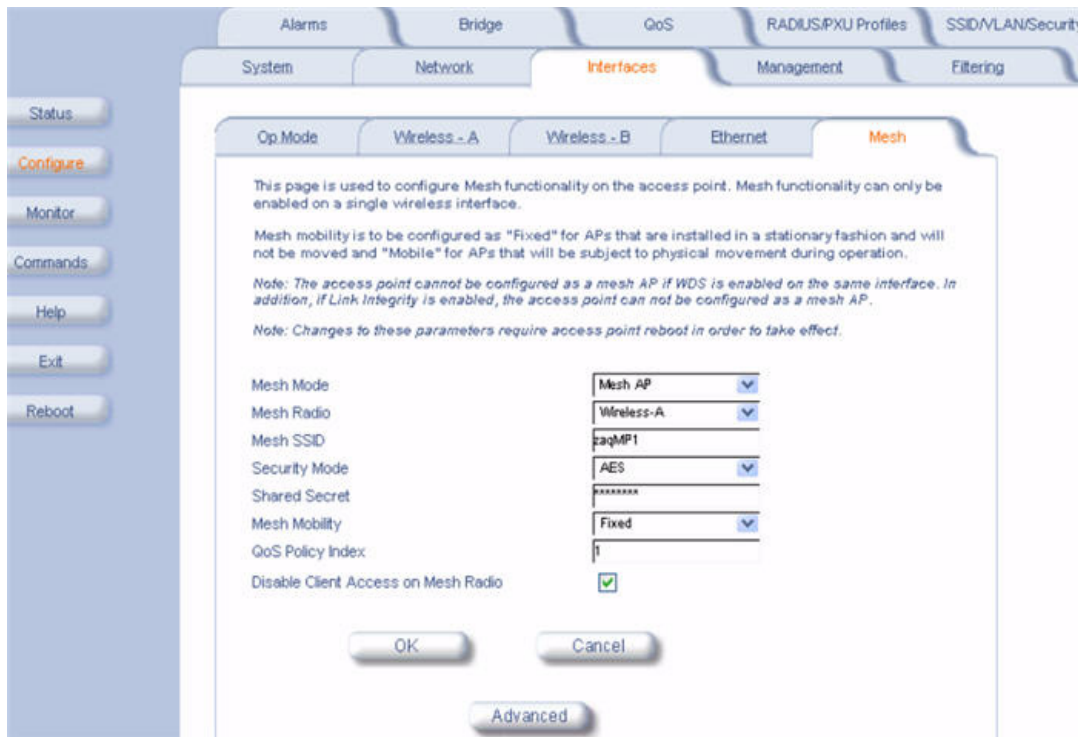 Alarms Bridge QoS RADIUS/PXU Profiles SSID/VLAN/Security
System Network Interfaces Management Filtering
Status
Configure
Monitor
Commands
Help
Exit
Reboot
Op Mode Wireless - A Wireless - B Ethernet Mesh
This page is used to configure Mesh functionality on the access point. Mesh functionality can only be
enabled on a single wireless interface.
Mesh mobility is to be configured as "Fixed" for APs that are installed in a stationary fashion and will
not be moved and "Mobile" for APs that will be subject to physical movement during operation.
Note: The access point cannot be configured as a mesh AP if WDS is enabled on the same interface. In
addition, if Link Integrity is enabled, the access point can not be configured as a mesh AP.
Note: Changes to these parameters require access point reboot in order to take effect.
Mesh Mode Mesh AP
Mesh Radio Wireless-A
Mesh SSID zaqMP1
Security Mode AES
Shared Secret ********
Mesh Mobility Fixed
QoS Policy Index 1
Disable Client Access on Mesh Radio
OK Cancel
Advanced